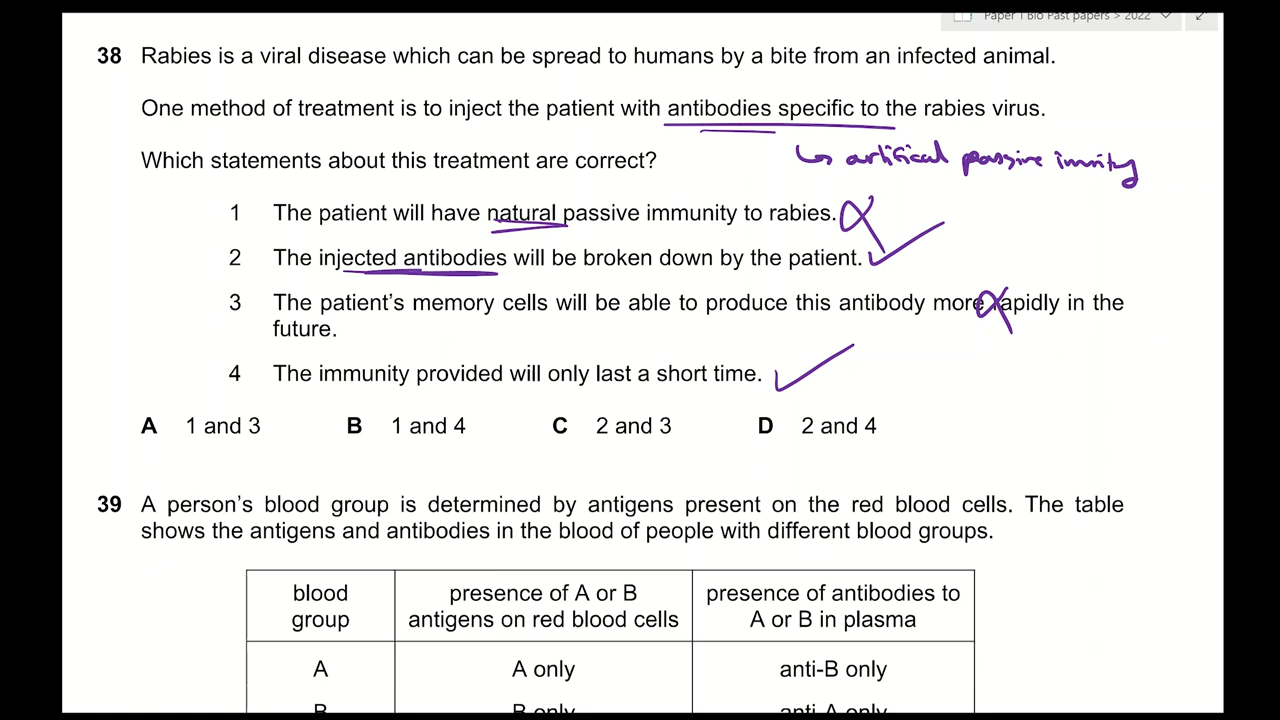 Paper 1 Bio Past papers > 2022
38 Rabies is a viral disease which can be spread to humans by a bite from an infected animal.
One method of treatment is to inject the patient with antibodies specific to the rabies virus.
Which statements about this treatment are correct?
↳ artificial passive immunity
1 The patient will have natural passive immunity to rabies.
2 The injected antibodies will be broken down by the patient.
3 The patient's memory cells will be able to produce this antibody more rapidly in the
future.
4 The immunity provided will only last a short time.
A 1 and 3 B 1 and 4 C 2 and 3 D 2 and 4
39 A person's blood group is determined by antigens present on the red blood cells. The table
shows the antigens and antibodies in the blood of people with different blood groups.
blood group presence of A or B antigens on red blood cells presence of antibodies to A or B in plasma
A A only anti-B only
B B only anti-A only